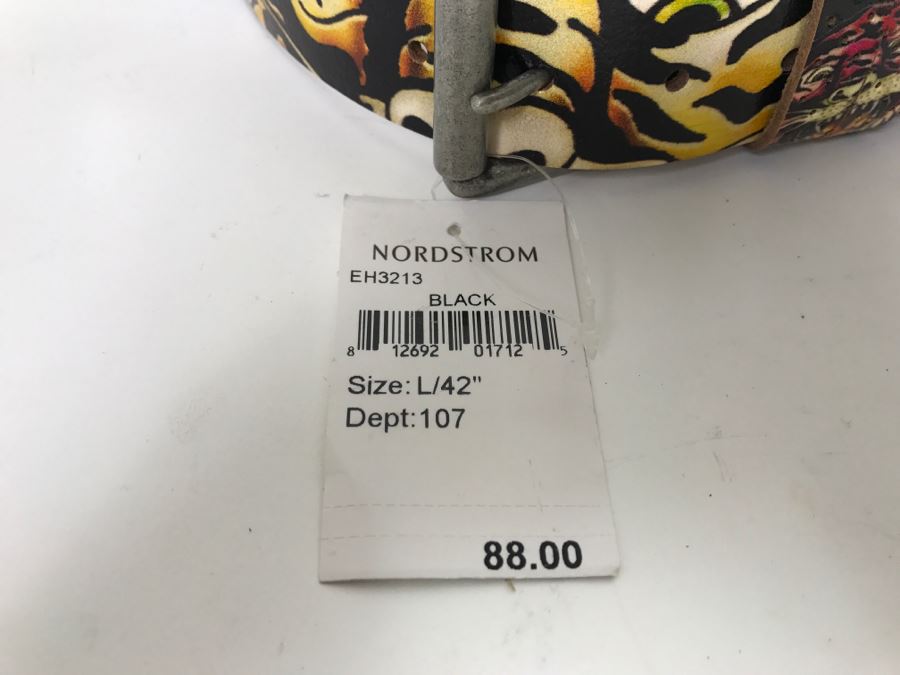 NORDSTROM
EH3213
BLACK
8 12692 01712 5
Size: L/42"
Dept:107
88.00